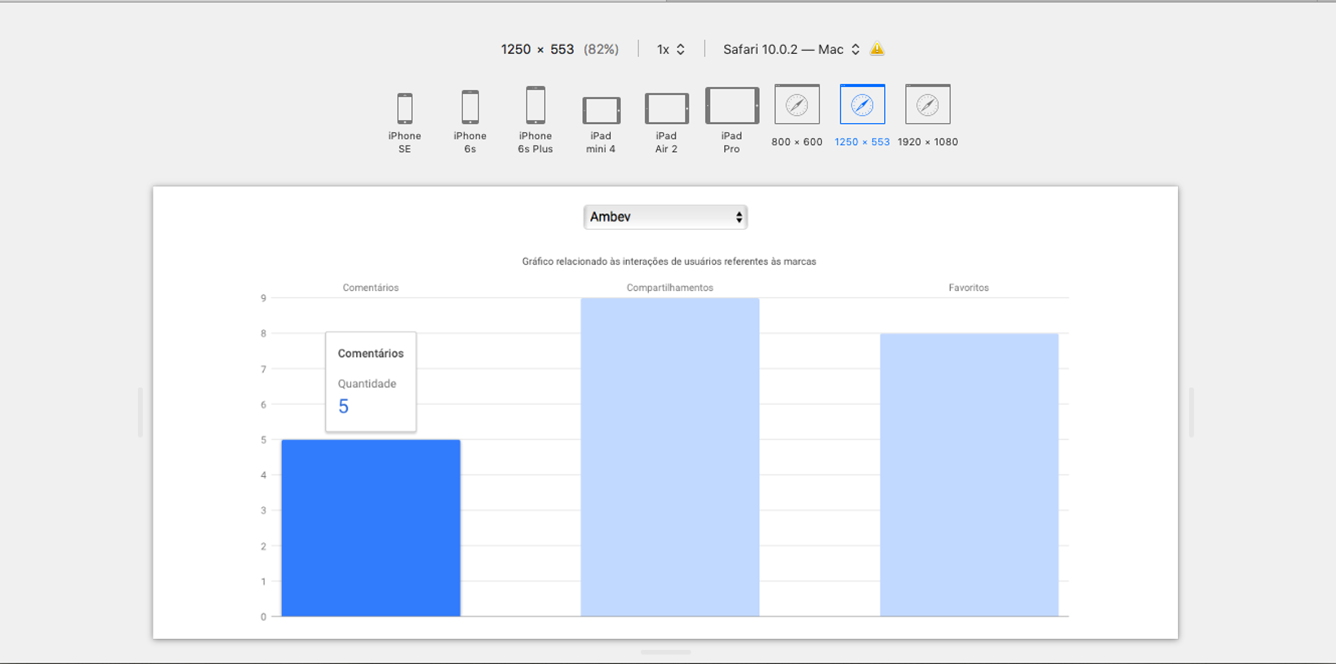 1250 × 553 (82%) 1x Safari 10.0.2 — Mac
iPhone SE
iPhone 6s
iPhone 6s Plus
iPad mini 4
iPad Air 2
iPad Pro
800 × 600
1250 × 553
1920 × 1080
Ambev
Gráfico relacionado às interações de usuários referentes às marcas
Comentários Compartilhamentos Favoritos
9
8
7
6
5
4
3
2
1
0
Comentários
Quantidade
5